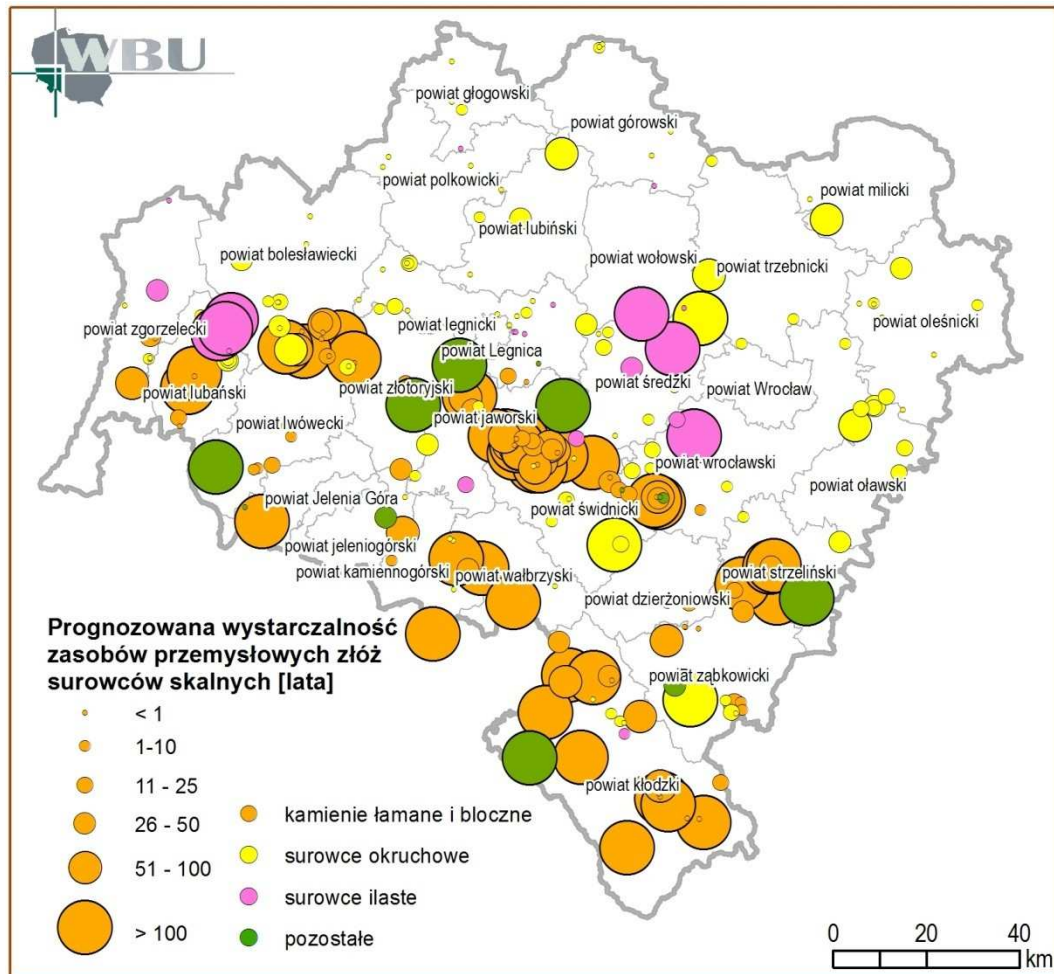 WBU
powiat głogowski
powiat górowski
powiat polkowicki
powiat milicki
powiat lubiński
powiat wołowski
powiat trzebnicki
powiat bolesławiecki
powiat oleśnicki
powiat zgorzelecki
powiat legnicki
powiat Legnica
powiat średzki
powiat Wrocław
powiat lubański
powiat złotoryjski
powiat jaworski
powiat lwówecki
powiat wrocławski
powiat oławski
powiat Jelenia Góra
powiat świdnicki
powiat jeleniogórski
powiat kamiennogórski
powiat wałbrzyski
powiat strzeliński
powiat dzierżoniowski
powiat ząbkowicki
powiat kłodzki
Prognozowana wystarczalność
zasobów przemysłowych złóż
surowców skalnych [lata]
< 1
1-10
11 - 25
26 - 50
51 - 100
> 100
kamienie łamane i bloczne
surowce okruchowe
surowce ilaste
pozostałe
0 20 40
km